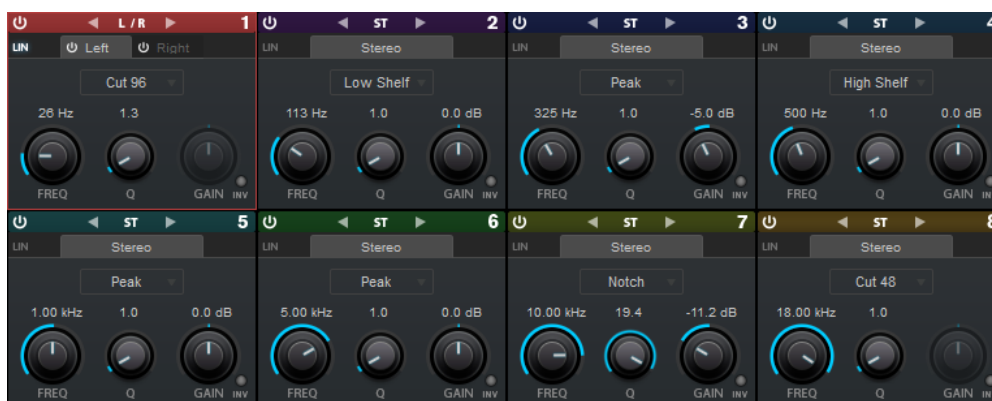 L / R 1 ST 2 ST 3 ST 4
LIN Left Right LIN Stereo LIN Stereo LIN Stereo
Cut 96 Low Shelf Peak High Shelf
26 Hz 1.3 113 Hz 1.0 0.0 dB 325 Hz 1.0 -5.0 dB 500 Hz 1.0 0.0 dB
FREQ Q GAIN INV FREQ Q GAIN INV FREQ Q GAIN INV FREQ Q GAIN INV
ST 5 ST 6 ST 7 ST 8
LIN Stereo LIN Stereo LIN Stereo LIN Stereo
Peak Peak Notch Cut 48
1.00 kHz 1.0 0.0 dB 5.00 kHz 1.0 0.0 dB 10.00 kHz 19.4 -11.2 dB 18.00 kHz 1.0
FREQ Q GAIN INV FREQ Q GAIN INV FREQ Q GAIN INV FREQ Q GAIN INV